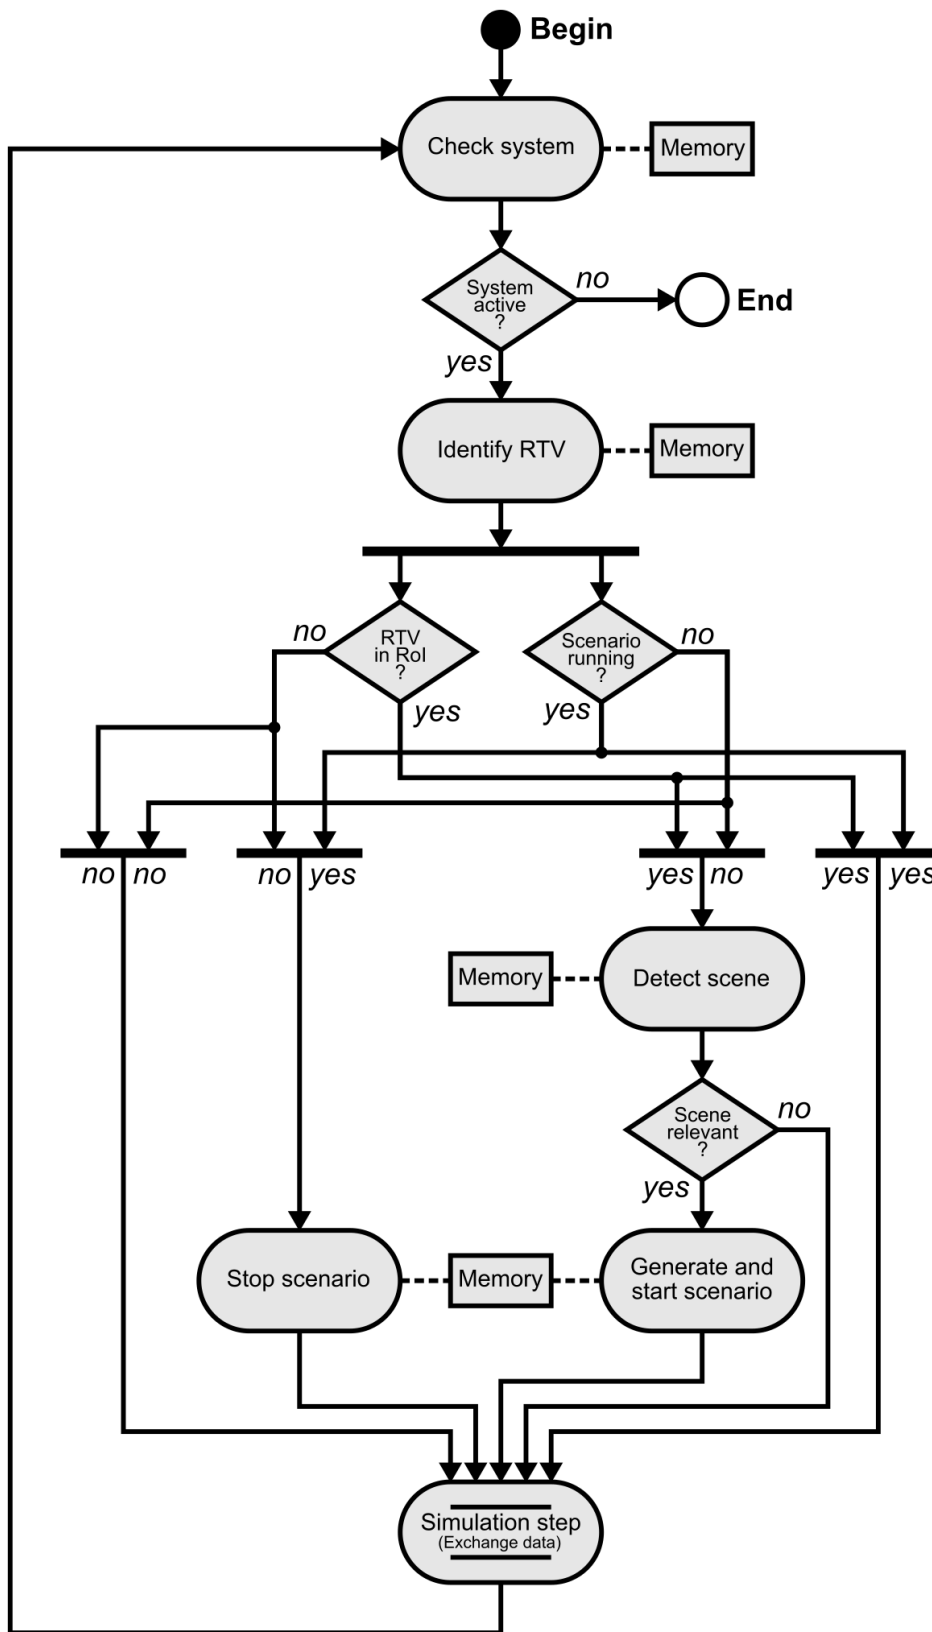 Begin
Check system
Memory
System
active
?
no
End
yes
Identify RTV
Memory
no
RTV
in RoI
?
yes
Scenario
running
?
no
yes
no no
no yes
yes no
yes yes
Memory
Detect scene
Scene
relevant
?
no
yes
Stop scenario
Memory
Generate and
start scenario
Simulation step
(Exchange data)